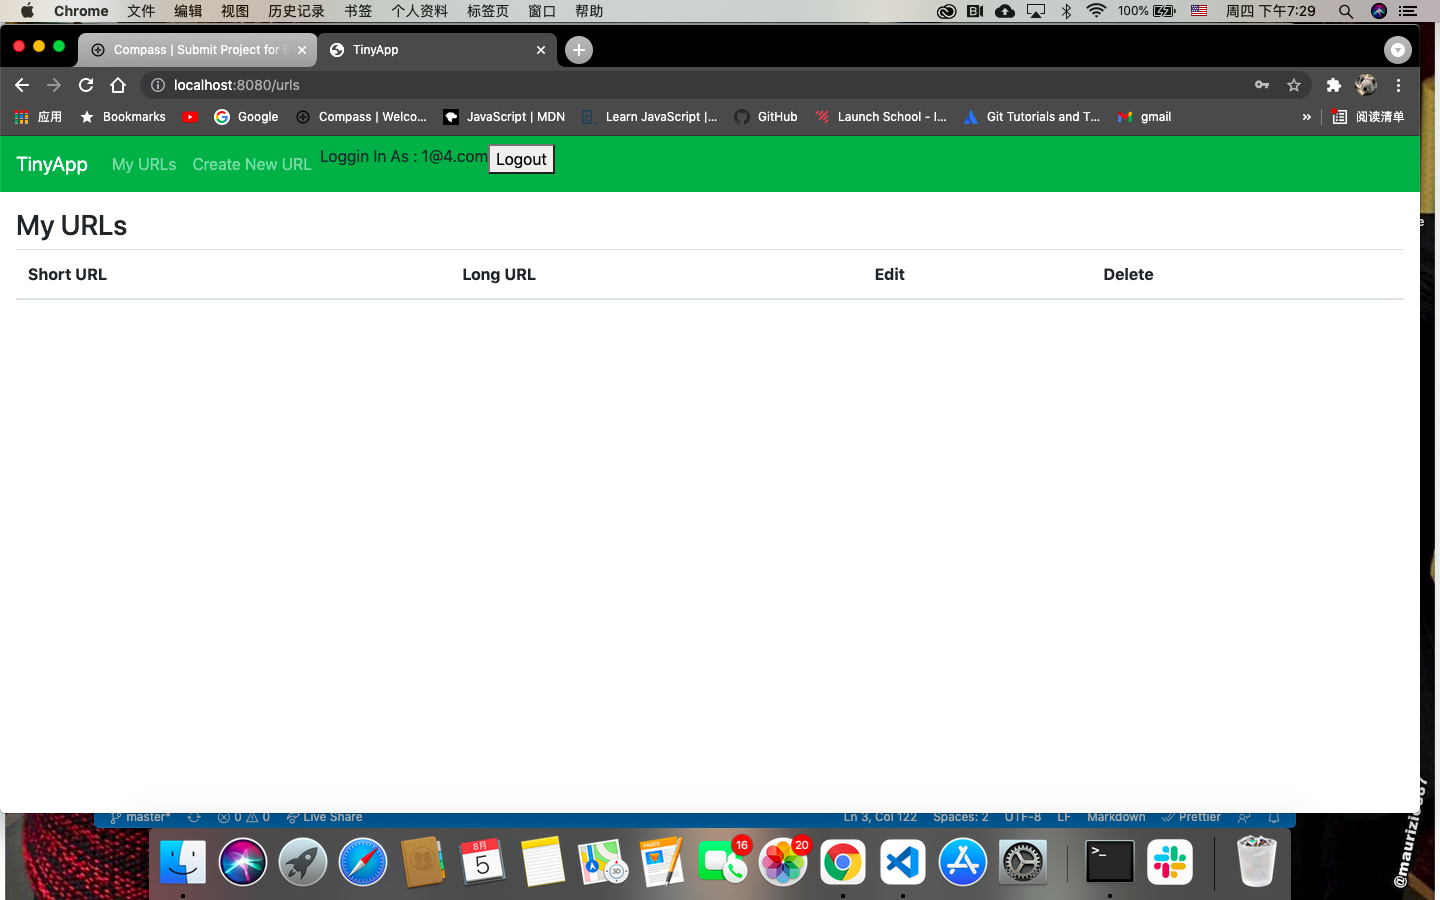 Chrome 文件 编辑 视图 历史记录 书签 个人资料 标签页 窗口 帮助 100% 周四 下午7:29
Compass | Submit Project for TinyApp
localhost:8080/urls
应用 Bookmarks Google Compass | Welco... JavaScript | MDN Learn JavaScript |... GitHub Launch School - I... Git Tutorials and T... gmail » 阅读清单
TinyApp My URLs Create New URL Loggin In As : 1@4.com Logout
My URLs
Short URL Long URL Edit Delete
master* 0 0 Live Share Ln 3, Col 122 Spaces: 2 UTF-8 LF Markdown Prettier
8月
5
3D
PAGES
16
20
>_